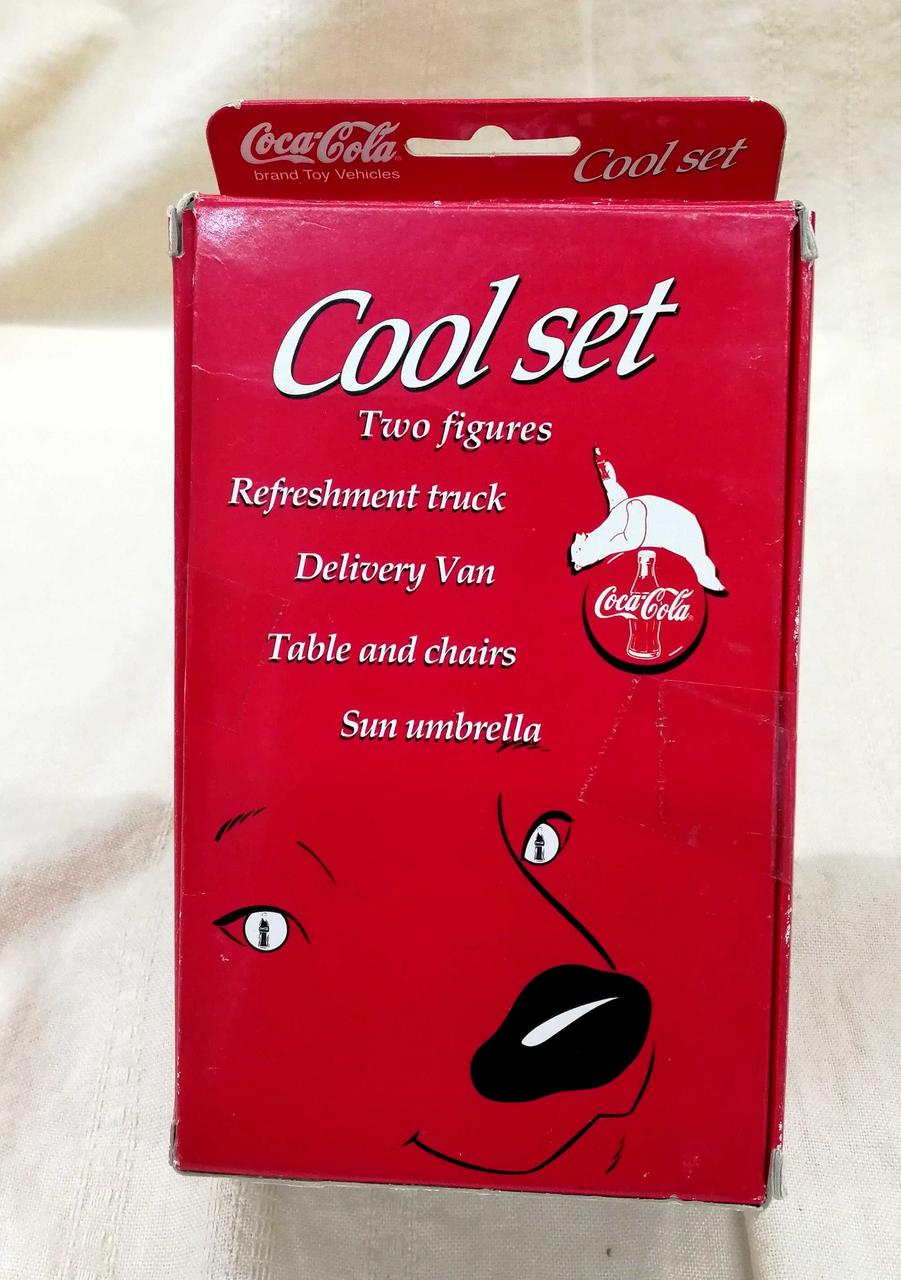 Coca-Cola
brand Toy Vehicles
Cool set
Cool set
Two figures
Refreshment truck
Delivery Van
Table and chairs
Sun umbrella
Coca-Cola